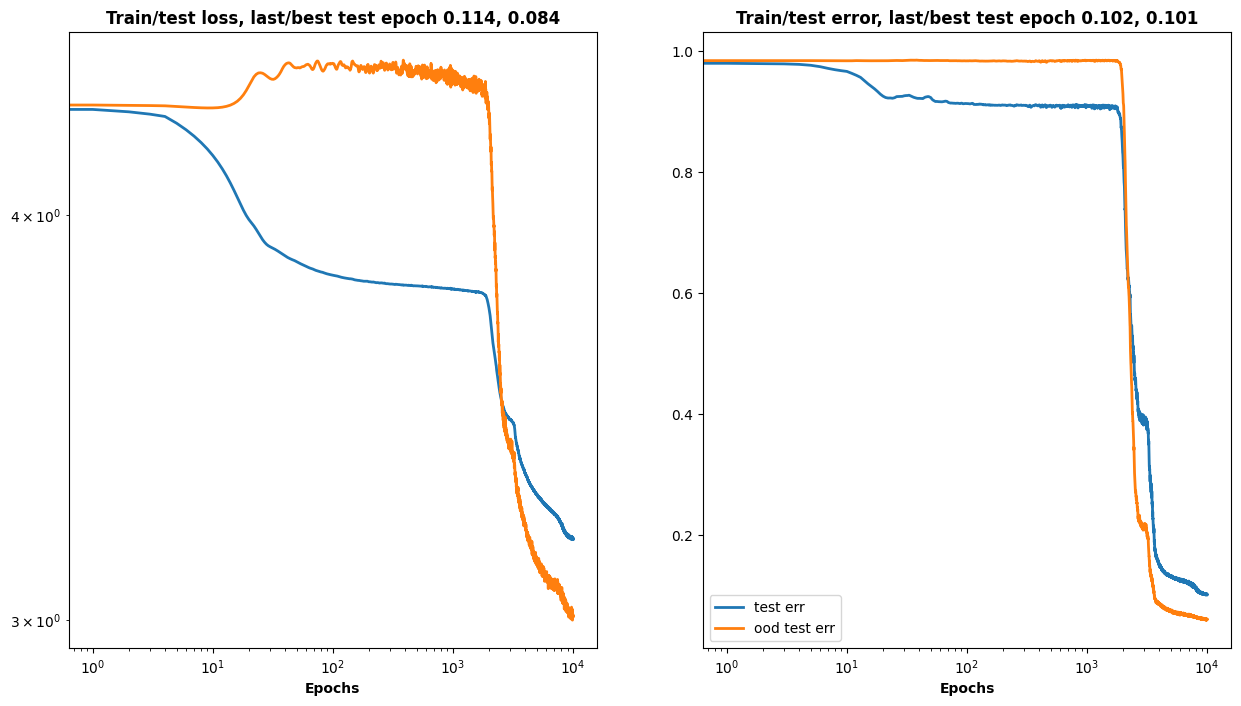 Train/test loss, last/best test epoch 0.114, 0.084
4 × 10⁰
3 × 10⁰
10⁰ 10¹ 10² 10³ 10⁴
Epochs
Train/test error, last/best test epoch 0.102, 0.101
1.0
0.8
0.6
0.4
0.2
test err
ood test err
10⁰ 10¹ 10² 10³ 10⁴
Epochs